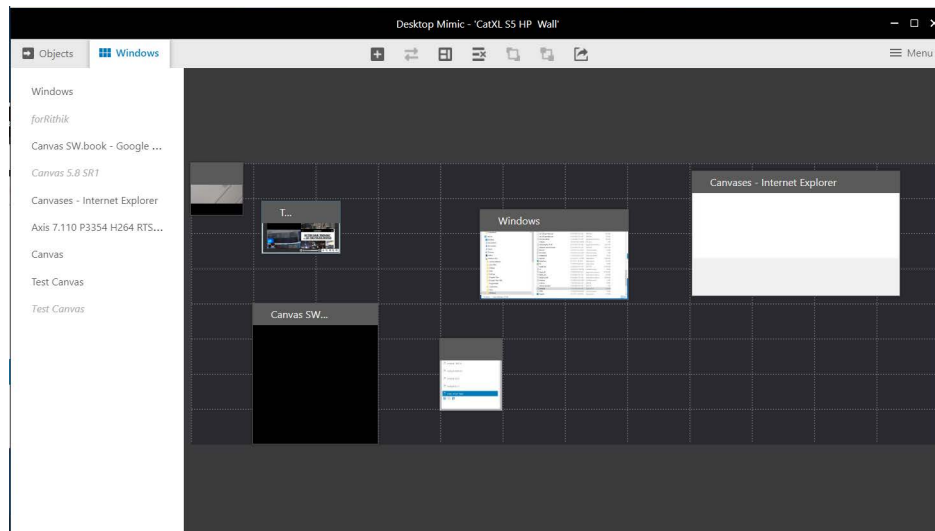 Desktop Mimic - 'CatXL S5 HP Wall'
Objects
Windows
Menu
Windows
forRithik
Canvas SW.book - Google ...
Canvas 5.8 SR1
Canvases - Internet Explorer
Axis 7.110 P3354 H264 RTS...
Canvas
Test Canvas
Test Canvas
Canvases - Internet Explorer
T...
Windows
Canvas SW...